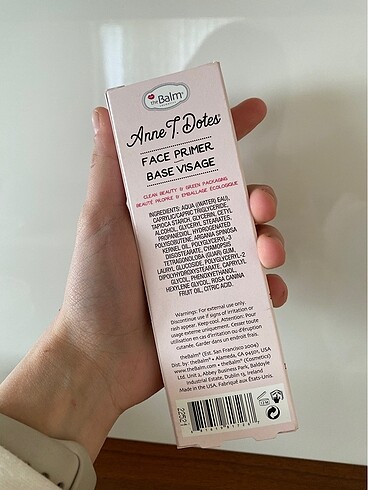 theBalm®
Anne T. Dotes®
FACE PRIMER
BASE VISAGE
CLEAN BEAUTY & GREEN PACKAGING
BEAUTÉ PROPRE & EMBALLAGE ÉCOLOGIQUE
INGREDIENTS: AQUA (WATER) EAU,
CAPRYLIC/CAPRIC TRIGLYCERIDE,
TAPIOCA STARCH, GLYCERIN, CETYL
ALCOHOL, GLYCERYL STEARATES,
PROPANEDIOL, HYDROGENATED
POLYISOBUTENE, ARGANIA SPINOSA
KERNEL OIL, POLYGLYCERYL-3
DISOSTEARATE, CYAMOPSIS
TETRAGONOLOBA (GUAR) GUM,
LAURYL GLUCOSIDE, POLYGLYCERYL-2
DIPOLYHYDROXYSTEARATE, CAPRYLYL
GLYCOL, PHENOXYETHANOL,
HEXYLENE GLYCOL, ROSA CANINA
FRUIT OIL, CITRIC ACID.
Warnings: For external use only.
Discontinue use if signs of irritation or
rash appear. Keep cool. Attention: Pour
usage externe uniquement. Cesser toute
utilisation en cas d'irritation ou d'éruption
cutanée. Garder dans un endroit frais.
theBalm® (Est. San Francisco 2004)
Dist. by: theBalm® • Alameda, CA 94501, USA
www.theBalm.com • theBalm® (Cosmetics)
Ltd. Unit 2, Abbey Business Park, Baldoyle
Industrial Estate, Dublin 13, Ireland
Made in the USA. Fabriqué aux États-Unis.
22521
12M